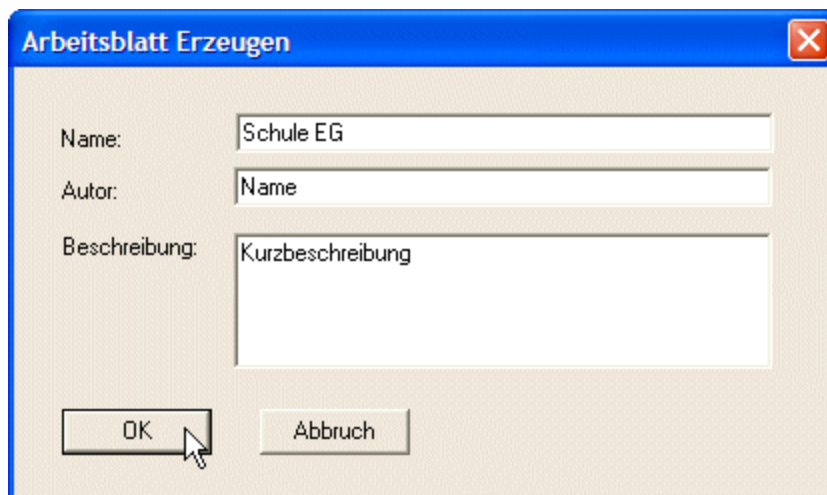 Arbeitsblatt Erzeugen
Name: Schule EG
Autor: Name
Beschreibung: Kurzbeschreibung
OK Abbruch